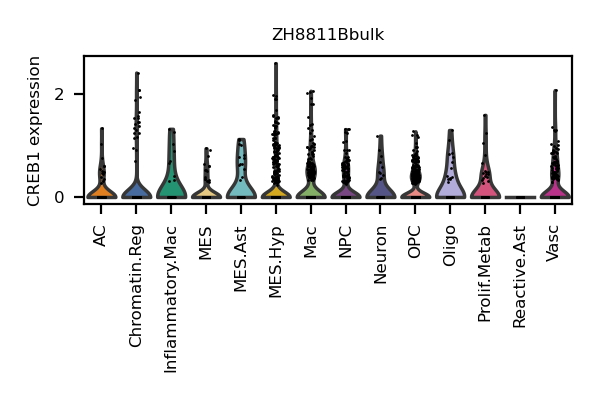 ZH8811Bbulk
CREB1 expression
2
0
AC
Chromatin.Reg
Inflammatory.Mac
MES
MES.Ast
MES.Hyp
Mac
NPC
Neuron
OPC
Oligo
Prolif.Metab
Reactive.Ast
Vasc